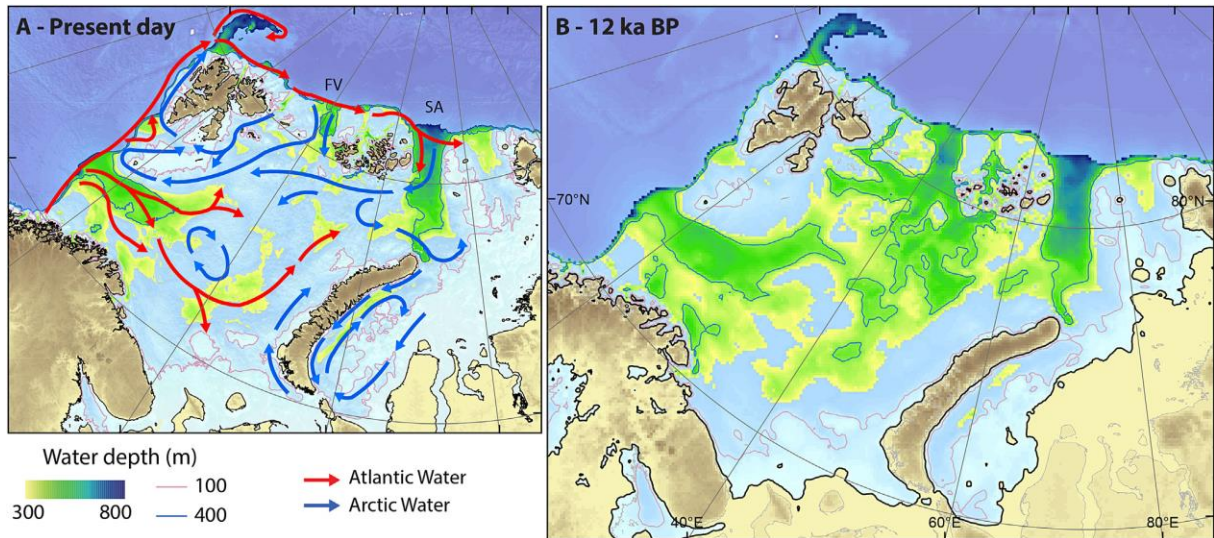 A - Present day
FV
SA
B - 12 ka BP
70°N
80°N
40°E
60°E
80°E
Water depth (m)
300
800
100
400
Atlantic Water
Arctic Water